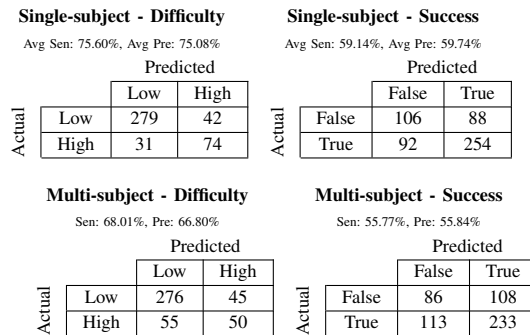 Single-subject - Difficulty
Avg Sen: 75.60%, Avg Pre: 75.08%
Predicted
Low High
Actual
Low 279 42
High 31 74
Single-subject - Success
Avg Sen: 59.14%, Avg Pre: 59.74%
Predicted
False True
Actual
False 106 88
True 92 254
Multi-subject - Difficulty
Sen: 68.01%, Pre: 66.80%
Predicted
Low High
Actual
Low 276 45
High 55 50
Multi-subject - Success
Sen: 55.77%, Pre: 55.84%
Predicted
False True
Actual
False 86 108
True 113 233